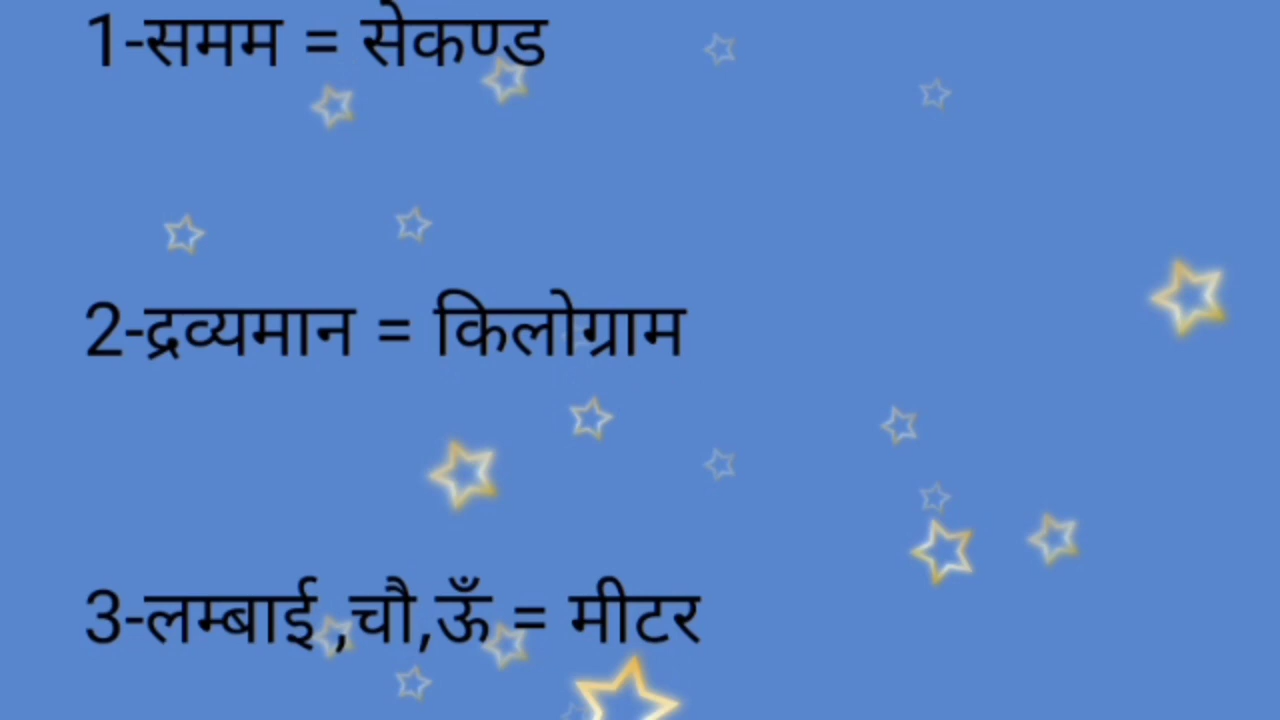 1-समम = सेकण्ड
2-द्रव्यमान = किलोग्राम
3-लम्बाई ,चौ,ऊँ = मीटर